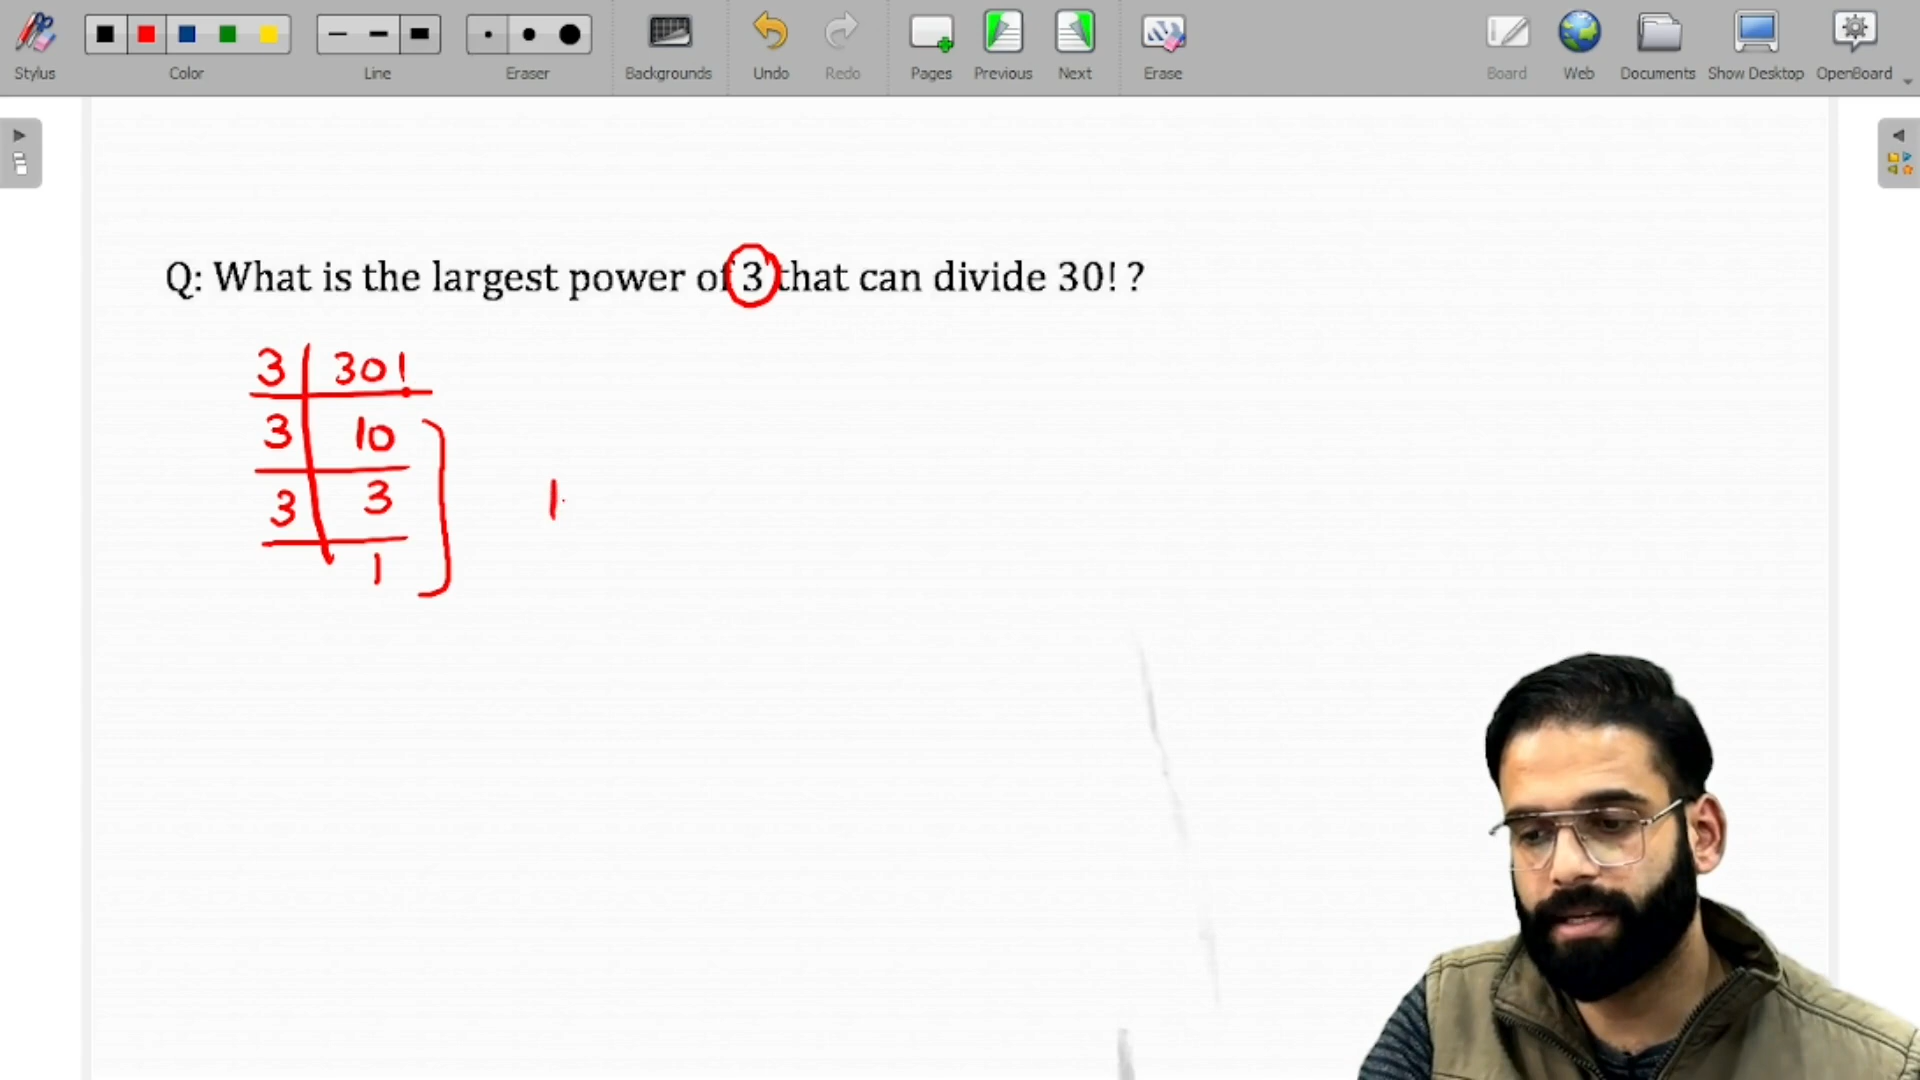 Stylus
Color
Line
Eraser
Backgrounds
Undo
Redo
Pages
Previous
Next
Erase
Board
Web
Documents
Show Desktop
OpenBoard
Q: What is the largest power of 3 that can divide 30! ?
3 | 30!
3 | 10
3 | 3
1
1